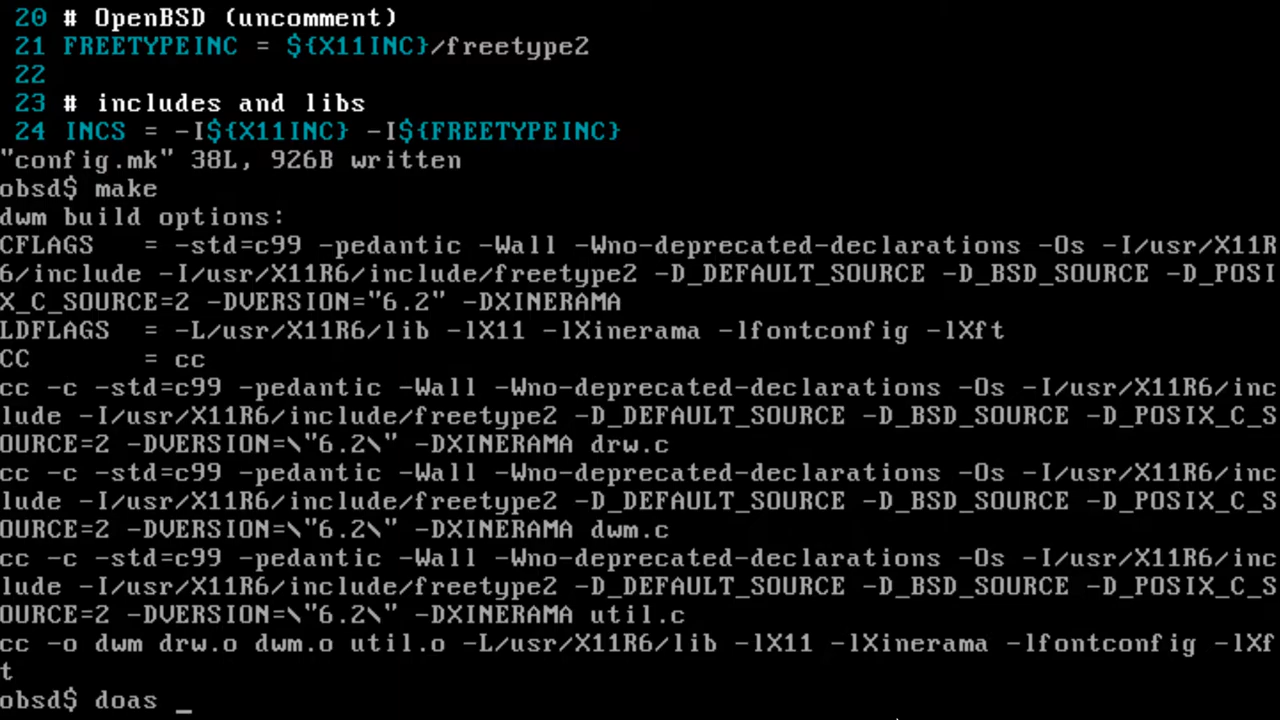 20 # OpenBSD (uncomment)
21 FREETYPEINC = ${X11INC}/freetype2
22
23 # includes and libs
24 INCS = -I${X11INC} -I${FREETYPEINC}
"config.mk" 38L, 926B written
obsd$ make
dwm build options:
CFLAGS   = -std=c99 -pedantic -Wall -Wno-deprecated-declarations -Os -I/usr/X11R
6/include -I/usr/X11R6/include/freetype2 -D_DEFAULT_SOURCE -D_BSD_SOURCE -D_POSI
X_C_SOURCE=2 -DVERSION="6.2" -DXINERAMA
LDFLAGS  = -L/usr/X11R6/lib -lX11 -lXinerama -lfontconfig -lXft
CC       = cc
cc -c -std=c99 -pedantic -Wall -Wno-deprecated-declarations -Os -I/usr/X11R6/inc
lude -I/usr/X11R6/include/freetype2 -D_DEFAULT_SOURCE -D_BSD_SOURCE -D_POSIX_C_S
OURCE=2 -DVERSION=\"6.2\" -DXINERAMA drw.c
cc -c -std=c99 -pedantic -Wall -Wno-deprecated-declarations -Os -I/usr/X11R6/inc
lude -I/usr/X11R6/include/freetype2 -D_DEFAULT_SOURCE -D_BSD_SOURCE -D_POSIX_C_S
OURCE=2 -DVERSION=\"6.2\" -DXINERAMA dwm.c
cc -c -std=c99 -pedantic -Wall -Wno-deprecated-declarations -Os -I/usr/X11R6/inc
lude -I/usr/X11R6/include/freetype2 -D_DEFAULT_SOURCE -D_BSD_SOURCE -D_POSIX_C_S
OURCE=2 -DVERSION=\"6.2\" -DXINERAMA util.c
cc -o dwm drw.o dwm.o util.o -L/usr/X11R6/lib -lX11 -lXinerama -lfontconfig -lXf
t
obsd$ doas _